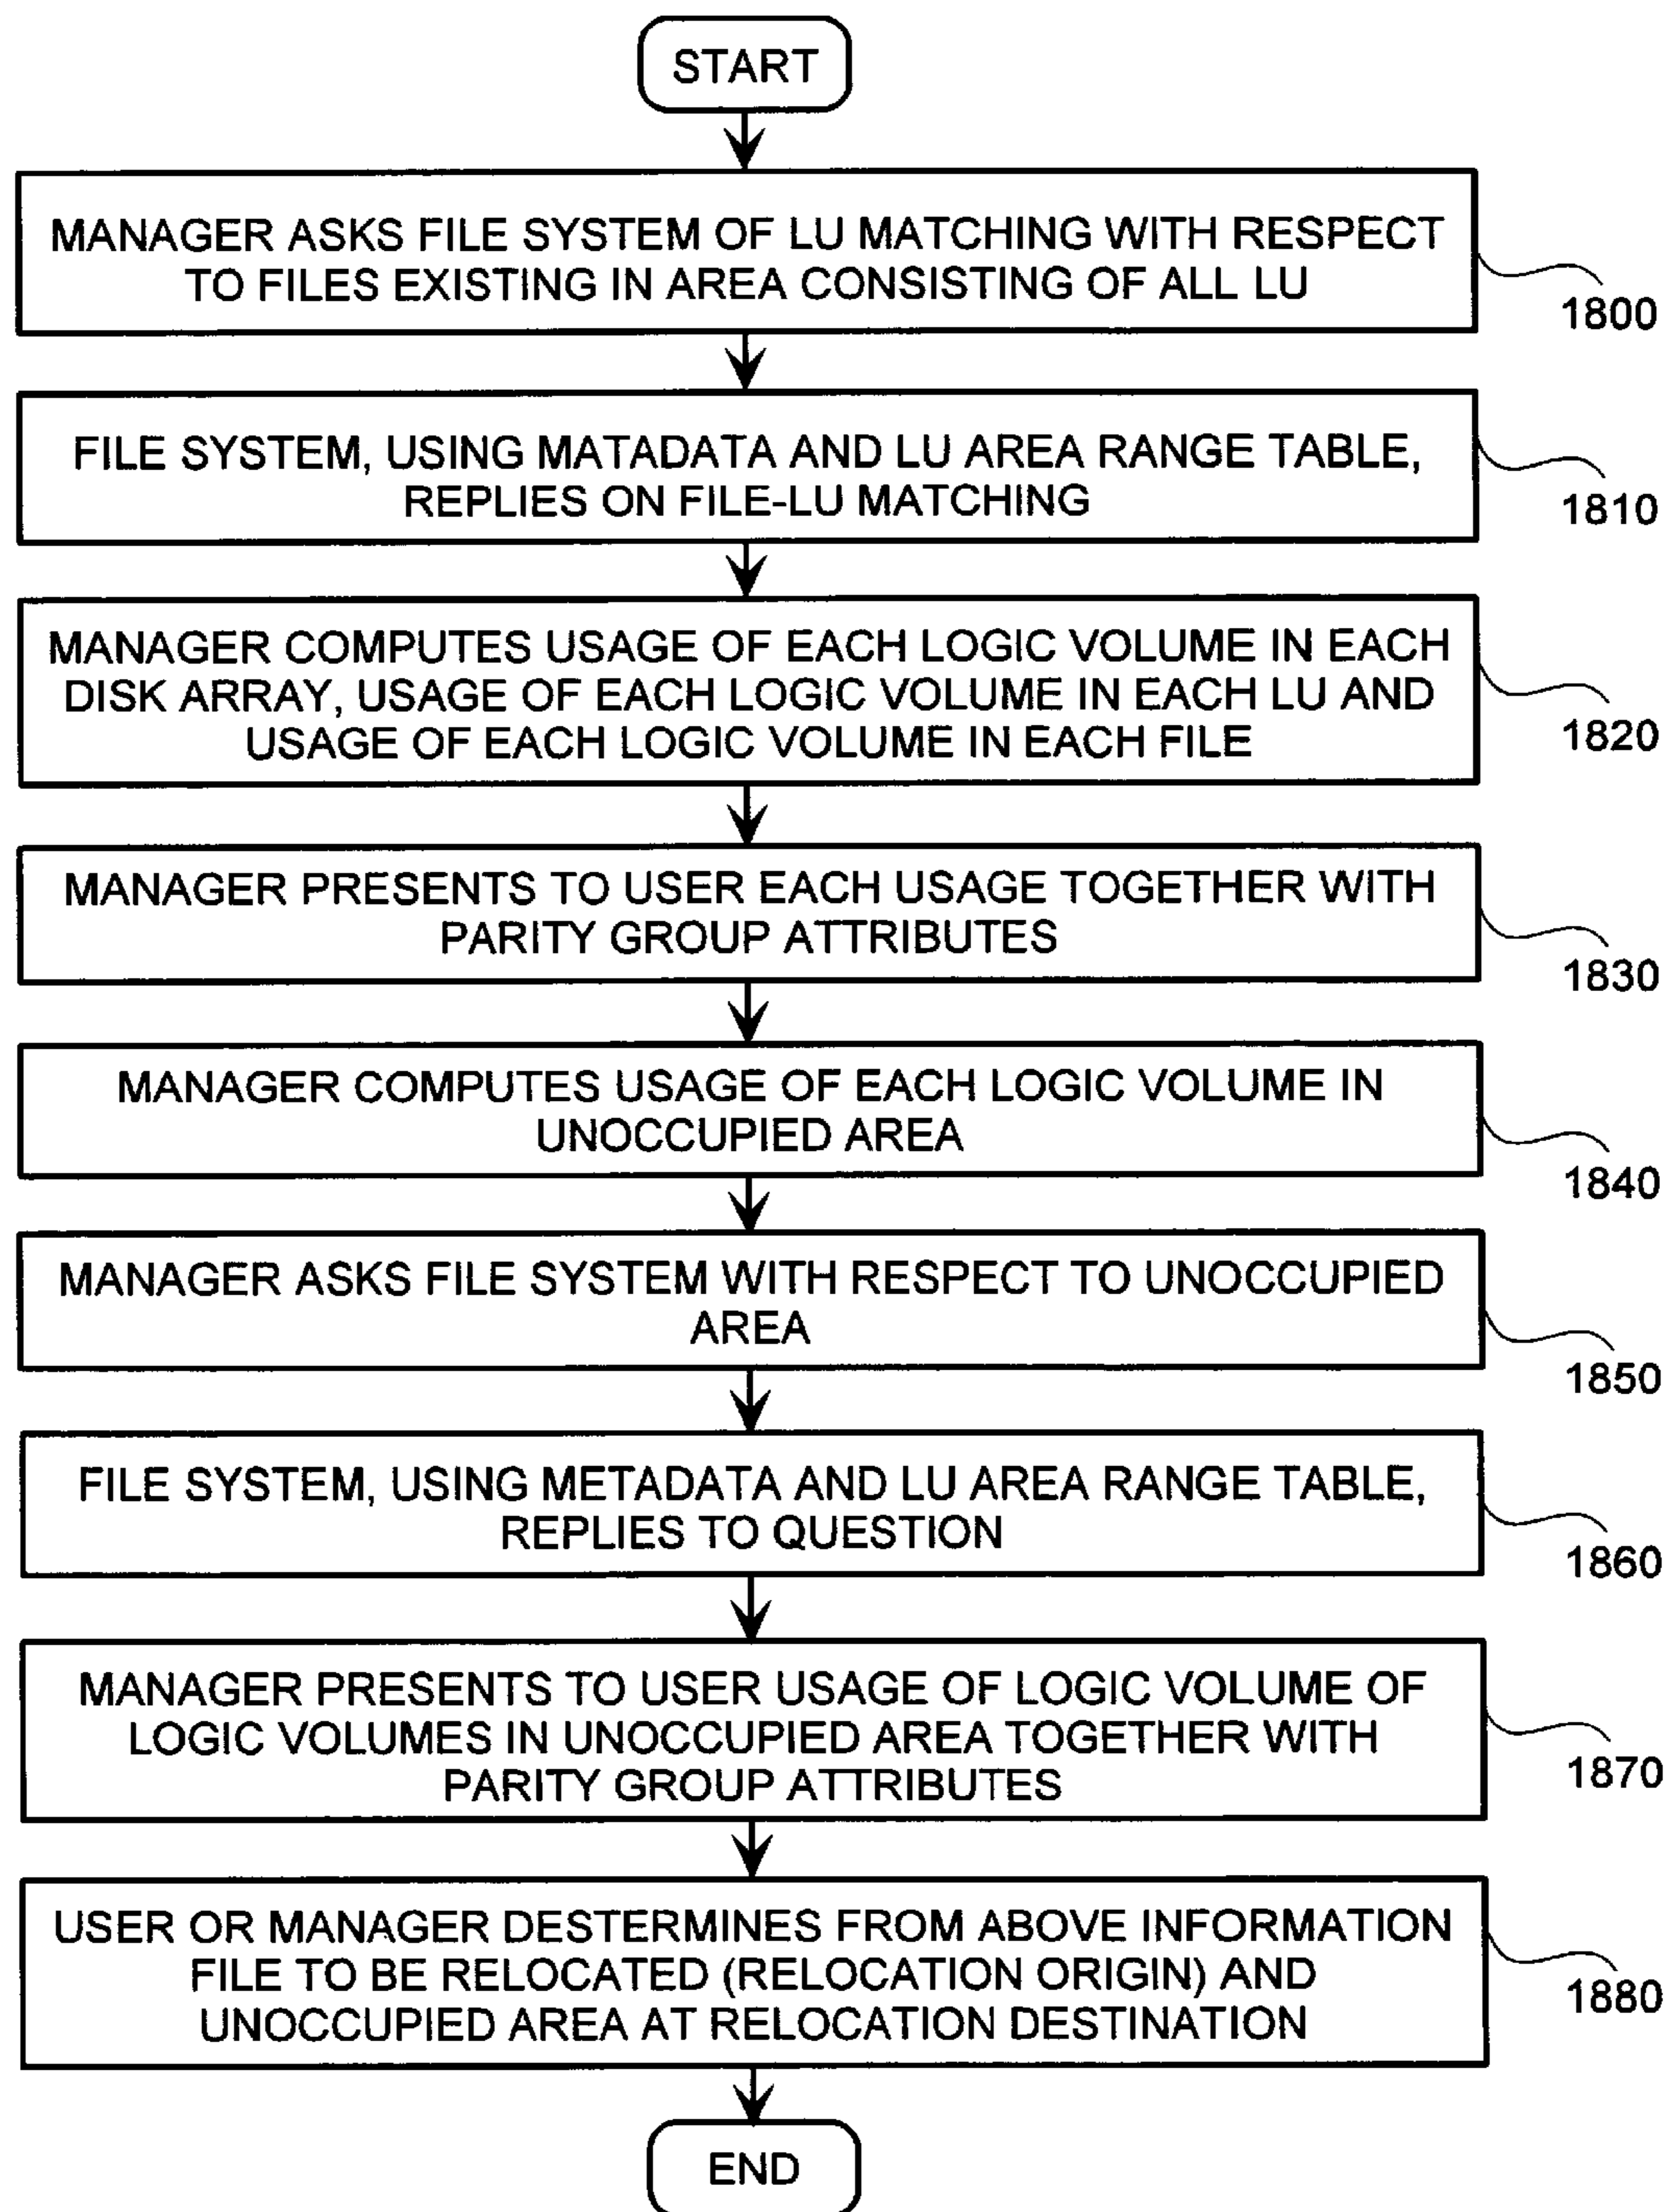 START
MANAGER ASKS FILE SYSTEM OF LU MATCHING WITH RESPECT
TO FILES EXISTING IN AREA CONSISTING OF ALL LU
1800
FILE SYSTEM, USING MATADATA AND LU AREA RANGE TABLE,
REPLIES ON FILE-LU MATCHING
1810
MANAGER COMPUTES USAGE OF EACH LOGIC VOLUME IN EACH
DISK ARRAY, USAGE OF EACH LOGIC VOLUME IN EACH LU AND
USAGE OF EACH LOGIC VOLUME IN EACH FILE
1820
MANAGER PRESENTS TO USER EACH USAGE TOGETHER WITH
PARITY GROUP ATTRIBUTES
1830
MANAGER COMPUTES USAGE OF EACH LOGIC VOLUME IN
UNOCCUPIED AREA
1840
MANAGER ASKS FILE SYSTEM WITH RESPECT TO UNOCCUPIED
AREA
1850
FILE SYSTEM, USING METADATA AND LU AREA RANGE TABLE,
REPLIES TO QUESTION
1860
MANAGER PRESENTS TO USER USAGE OF LOGIC VOLUME OF
LOGIC VOLUMES IN UNOCCUPIED AREA TOGETHER WITH
PARITY GROUP ATTRIBUTES
1870
USER OR MANAGER DESTERMINES FROM ABOVE INFORMATION
FILE TO BE RELOCATED (RELOCATION ORIGIN) AND
UNOCCUPIED AREA AT RELOCATION DESTINATION
1880
END